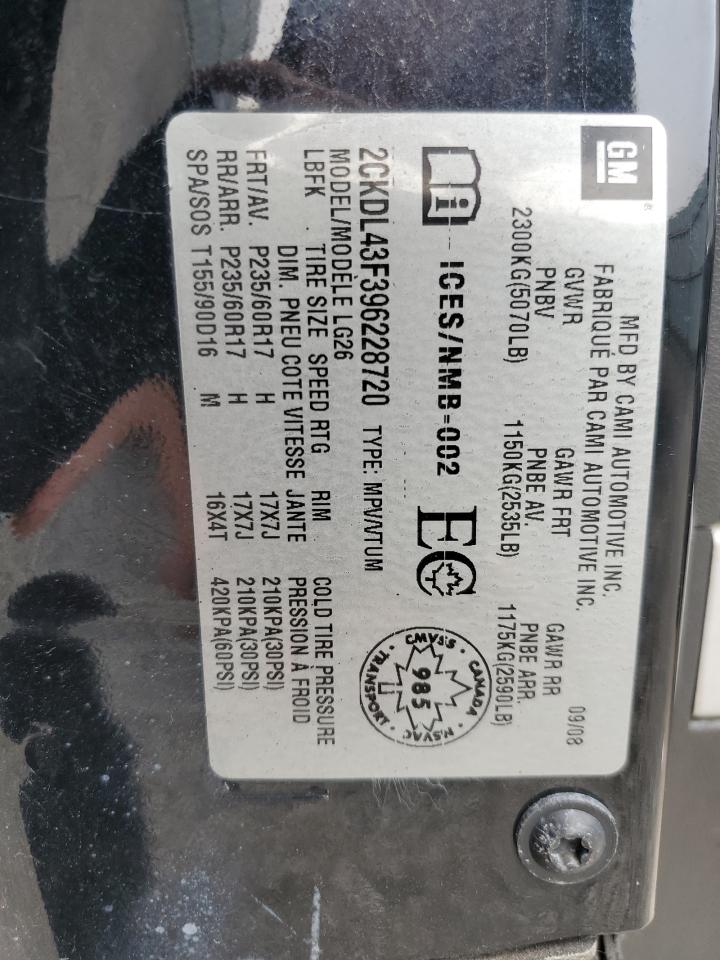 GM
MFD BY CAMI AUTOMOTIVE INC.
FABRIQUÉ PAR CAMI AUTOMOTIVE INC.
09/08
GVWR GAWR FRT GAWR RR
PNBV PNBE AV. PNBE ARR.
2300KG(5070LB) 1150KG(2535LB) 1175KG(2590LB)
ICES/NMB-002 EC
CANADA · CMVSS · TRANSPORT · NSVAC
985
2CKDL43F396228720 TYPE: MPV/VTUM
MODEL/MODÈLE LG26
LBFK TIRE SIZE SPEED RTG RIM COLD TIRE PRESSURE
DIM. PNEU COTE VITESSE JANTE PRESSION À FROID
FRT/AV. P235/60R17 H 17X7J 210KPA(30PSI)
RR/ARR. P235/60R17 H 17X7J 210KPA(30PSI)
SPA/SOS T155/90D16 M 16X4T 420KPA(60PSI)